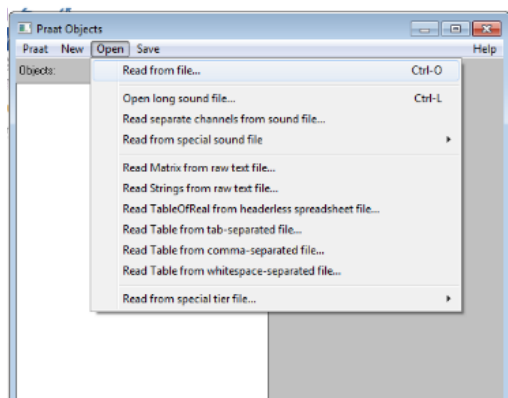 Praat Objects
Praat New Open Save Help
Objects:
Read from file... Ctrl-O
Open long sound file... Ctrl-L
Read separate channels from sound file...
Read from special sound file
Read Matrix from raw text file...
Read Strings from raw text file...
Read TableOfReal from headerless spreadsheet file...
Read Table from tab-separated file...
Read Table from comma-separated file...
Read Table from whitespace-separated file...
Read from special tier file...